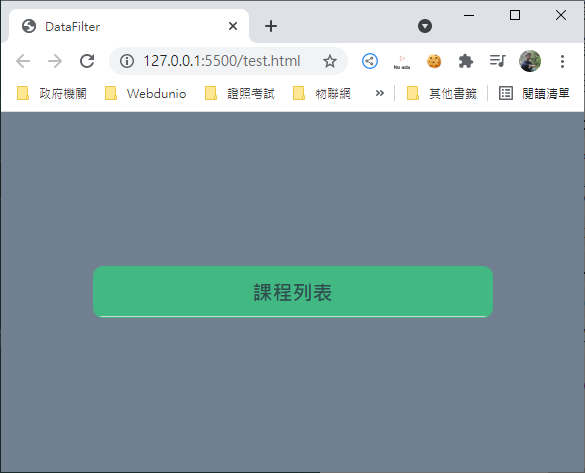 DataFilter
127.0.0.1:5500/test.html
No ads
政府機關 Webdunio 證照考試 物聯網 » 其他書籤 閱讀清單
課程列表